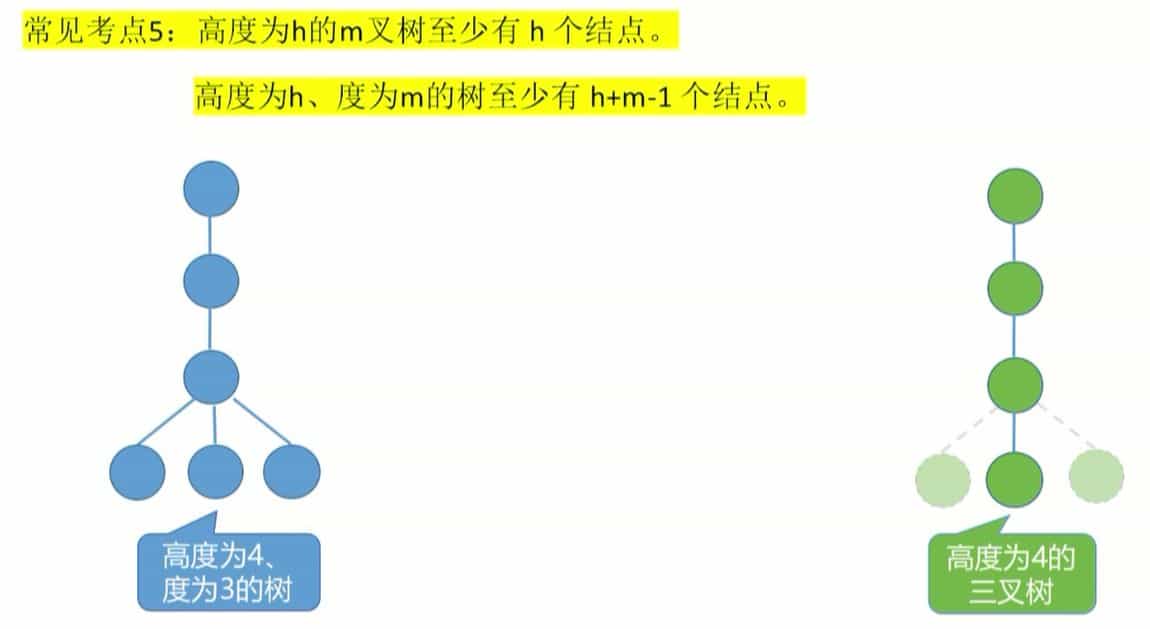 常见考点5：高度为h的m叉树至少有 h 个结点。
高度为h、度为m的树至少有 h+m-1 个结点。
高度为4、
度为3的树
高度为4的
三叉树